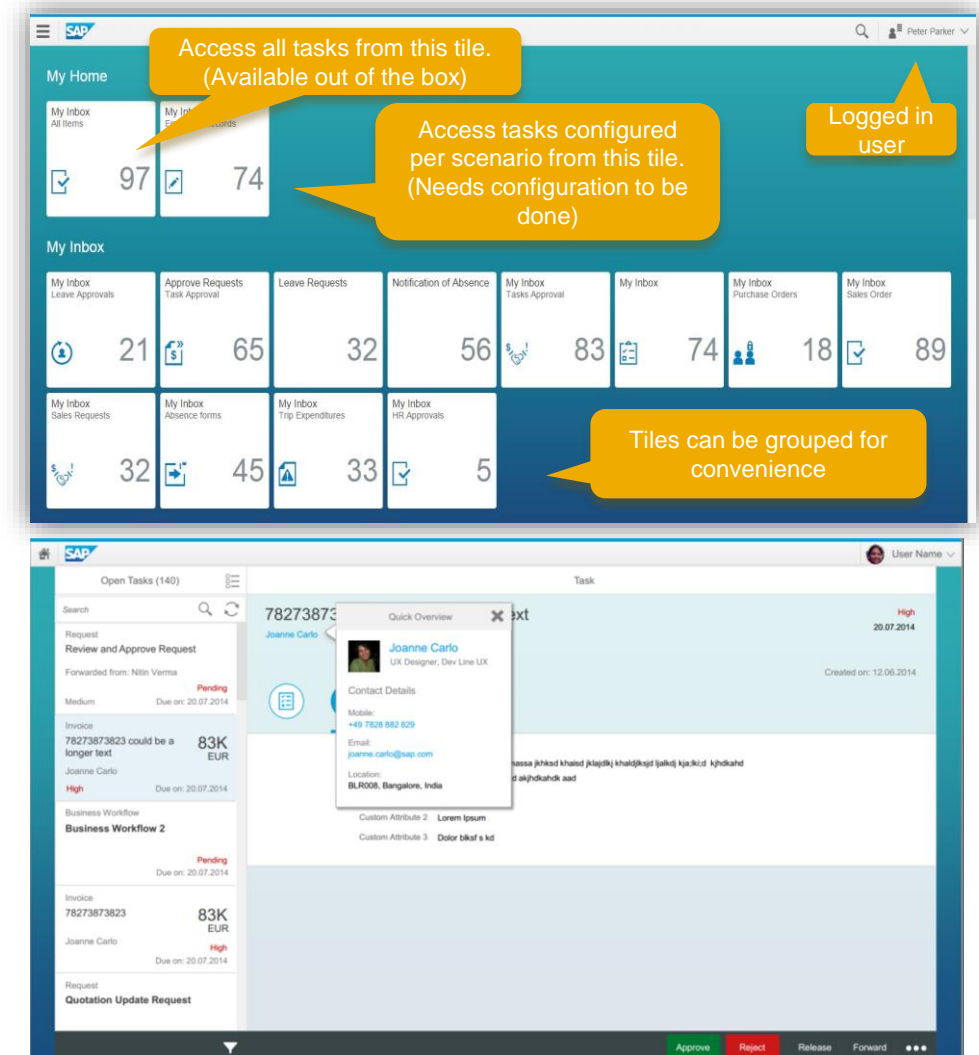 SAP
Peter Parker
Access all tasks from this tile.
(Available out of the box)
Logged in
user
My Home
My Inbox
All Items
97
74
Access tasks configured
per scenario from this tile.
(Needs configuration to be
done)
My Inbox
My Inbox
Leave Approvals
21
Approve Requests
Task Approval
65
Leave Requests
32
Notification of Absence
56
My Inbox
Tasks Approval
83
My Inbox
74
My Inbox
Purchase Orders
18
My Inbox
Sales Order
89
My Inbox
Sales Requests
32
My Inbox
Absence forms
45
My Inbox
Trip Expenditures
33
My Inbox
HR Approvals
5
Tiles can be grouped for
convenience
SAP
User Name
Open Tasks (140)
Task
Search
Request
Review and Approve Request
Forwarded from: Nitin Verma
Pending
Medium Due on: 20.07.2014
Invoice
78273873823 could be a
longer text
83K
EUR
Joanne Carlo
High Due on: 20.07.2014
Business Workflow
Business Workflow 2
Pending
Due on: 20.07.2014
Invoice
78273873823
83K
EUR
Joanne Carlo
High
Due on: 20.07.2014
Request
Quotation Update Request
78273873
Joanne Carlo
High
20.07.2014
Created on: 12.06.2014
Quick Overview
Joanne Carlo
UX Designer, Dev Line UX
Contact Details
Mobile:
+49 7828 882 829
Email:
joanne.carlo@sap.com
Location:
BLR008, Bangalore, India
jkhksd khaisd jklajdlkj khaldjlksjd ljalkdj kjhdkahd
akjhdkahdk aad
Custom Attribute 2 Lorem Ipsum
Custom Attribute 3 Dolor blksf s kd
Approve
Reject
Release
Forward